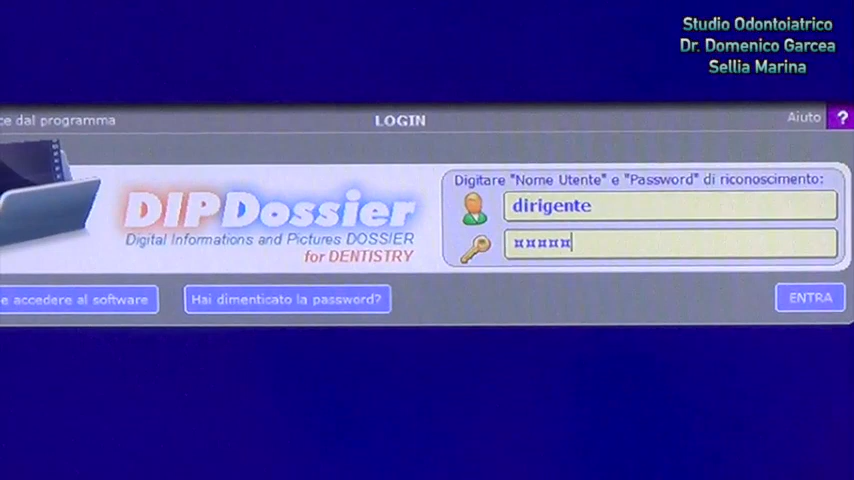 Studio Odontoiatrico
Dr. Domenico Garcea
Sellia Marina
dal programma
LOGIN
Aiuto
?
Digitare "Nome Utente" e "Password" di riconoscimento:
DIPDossier
dirigente
Digital Informations and Pictures DOSSIER
for DENTISTRY
¤¤¤¤¤
accedere al software
Hai dimenticato la password?
ENTRA